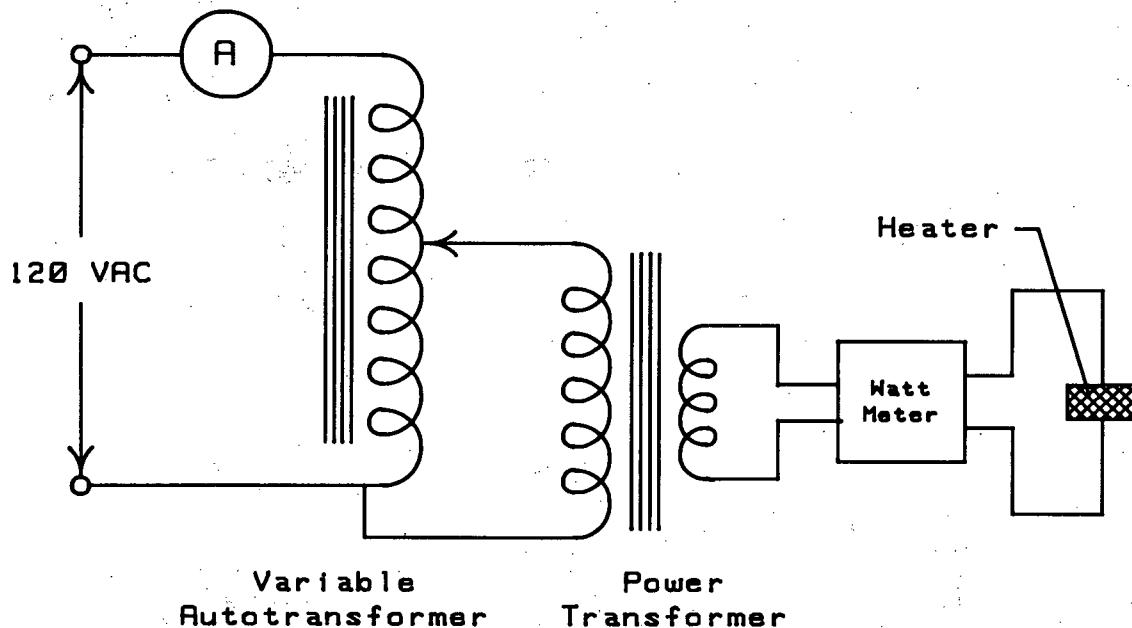 A
120 VAC
Heater
Watt
Meter
Variable
Autotransformer
Power
Transformer